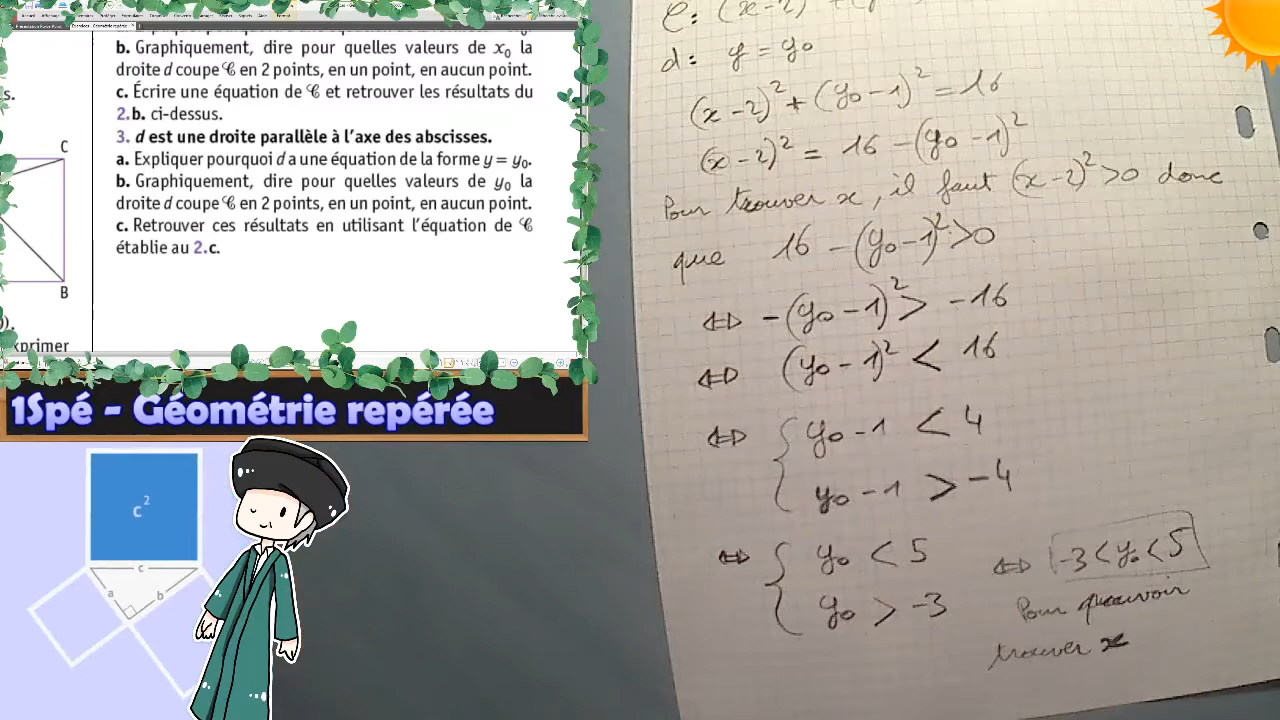 b. Graphiquement, dire pour quelles valeurs de x₀ la
droite d coupe 𝒞 en 2 points, en un point, en aucun point.
c. Écrire une équation de 𝒞 et retrouver les résultats du
2.b. ci-dessus.
3. d est une droite parallèle à l'axe des abscisses.
a. Expliquer pourquoi d a une équation de la forme y = y₀.
b. Graphiquement, dire pour quelles valeurs de y₀ la
droite d coupe 𝒞 en 2 points, en un point, en aucun point.
c. Retrouver ces résultats en utilisant l'équation de 𝒞
établie au 2.c.
s.
C
B
).
xprimer
1Spé - Géométrie repérée
c²
c
a
b
d: y = y₀
(x-2)² + (y₀-1)² = 16
(x-2)² = 16 - (y₀-1)²
Pour trouver x, il faut (x-2)² > 0 donc
que 16 - (y₀-1)² > 0
⇔ -(y₀-1)² > -16
⇔ (y₀-1)² < 16
⇔ { y₀-1 < 4
y₀-1 > -4
⇔ { y₀ < 5 ⇔ -3 < y₀ < 5
y₀ > -3
Pour
trouver x